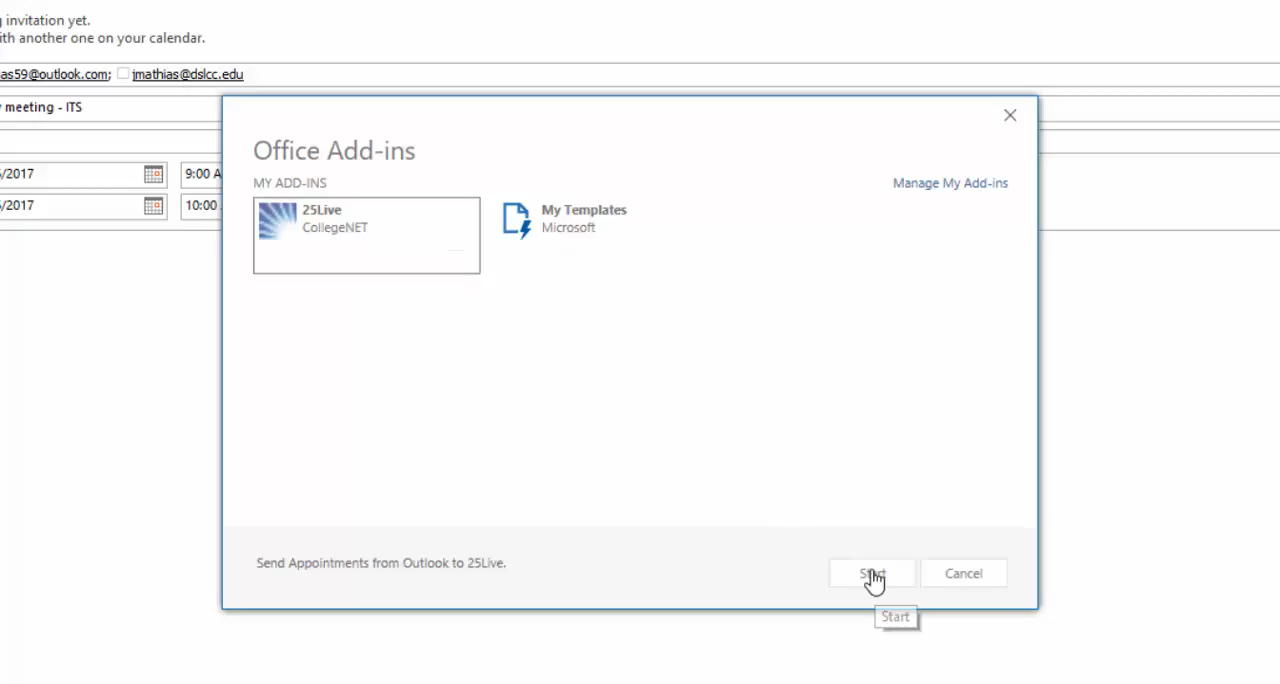 invitation yet.
with another one on your calendar.
as59@outlook.com; jmathias@dslcc.edu
meeting - ITS
Office Add-ins
MY ADD-INS
Manage My Add-ins
/2017
9:00 A
25Live
CollegeNET
My Templates
Microsoft
/2017
10:00
Send Appointments from Outlook to 25Live.
Start
Cancel
Start